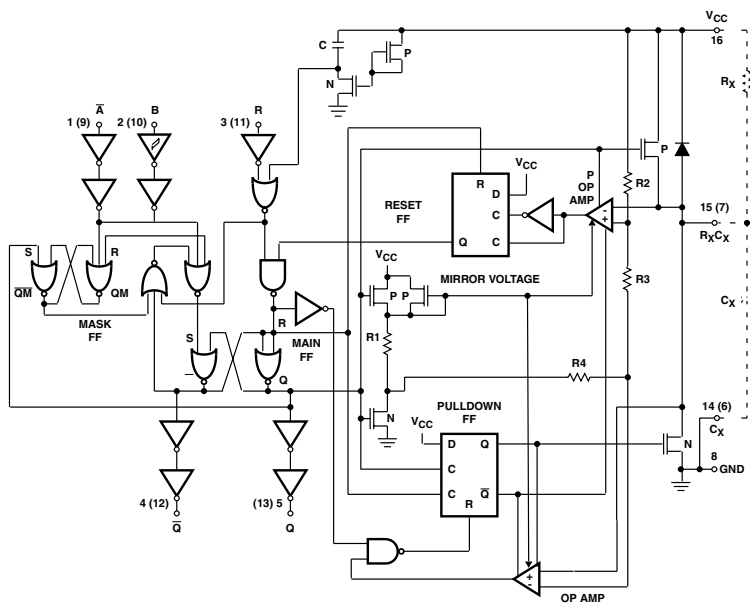 VCC
16
C
P
N
RX
A
B
R
1 (9)
2 (10)
3 (11)
P
R
D
VCC
RESET
FF
C
Q
C
P
OP
AMP
-
+
R2
15 (7)
RXCX
S
R
QM
QM
MASK
FF
VCC
MIRROR VOLTAGE
P
P
R3
CX
R1
R
S
MAIN
FF
Q
R4
N
PULLDOWN
FF
VCC
D
Q
C
C
Q
R
N
14 (6)
CX
8
GND
4 (12)
Q
(13) 5
Q
+
-
OP AMP